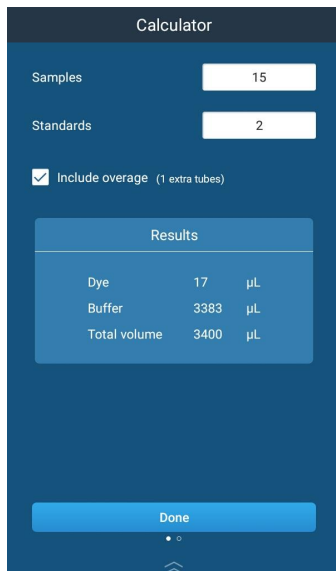 Calculator
Samples 15
Standards 2
Include overage (1 extra tubes)
Results
Dye 17 µL
Buffer 3383 µL
Total volume 3400 µL
Done